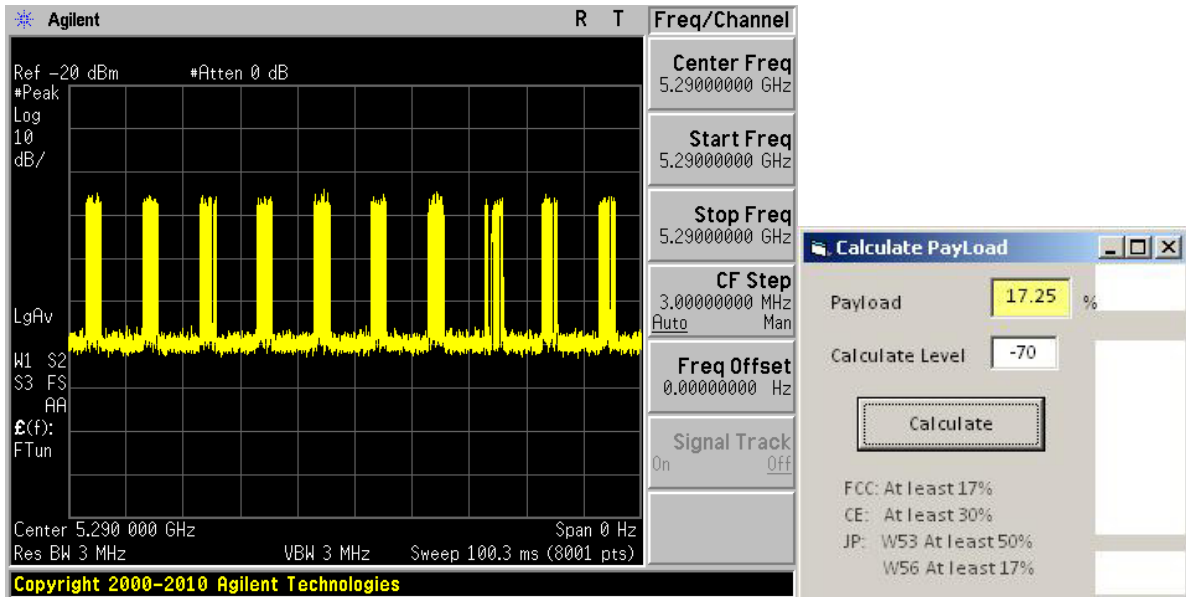 Agilent R T
Ref -20 dBm #Atten 0 dB
#Peak
Log
10
dB/
LgAv
W1 S2
S3 FS
AA
£(f):
FTun
Center 5.290 000 GHz Span 0 Hz
Res BW 3 MHz VBW 3 MHz Sweep 100.3 ms (8001 pts)
Copyright 2000-2010 Agilent Technologies
Freq/Channel
Center Freq
5.29000000 GHz
Start Freq
5.29000000 GHz
Stop Freq
5.29000000 GHz
CF Step
3.00000000 MHz
Auto Man
Freq Offset
0.00000000 Hz
Signal Track
On Off
Calculate PayLoad
Payload 17.25 %
Calculate Level -70
Calculate
FCC: At least 17%
CE: At least 30%
JP: W53 At least 50%
W56 At least 17%